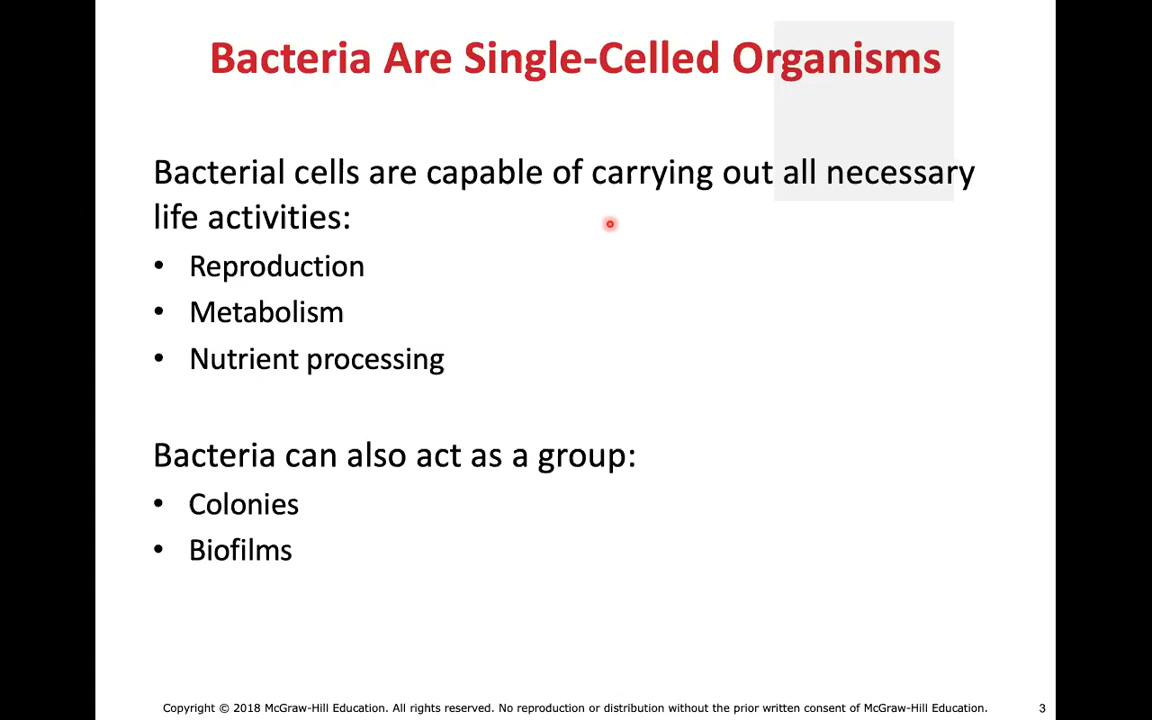 Bacteria Are Single-Celled Organisms
Bacterial cells are capable of carrying out all necessary
life activities:
• Reproduction
• Metabolism
• Nutrient processing
Bacteria can also act as a group:
• Colonies
• Biofilms
Copyright © 2018 McGraw-Hill Education. All rights reserved. No reproduction or distribution without the prior written consent of McGraw-Hill Education. 3